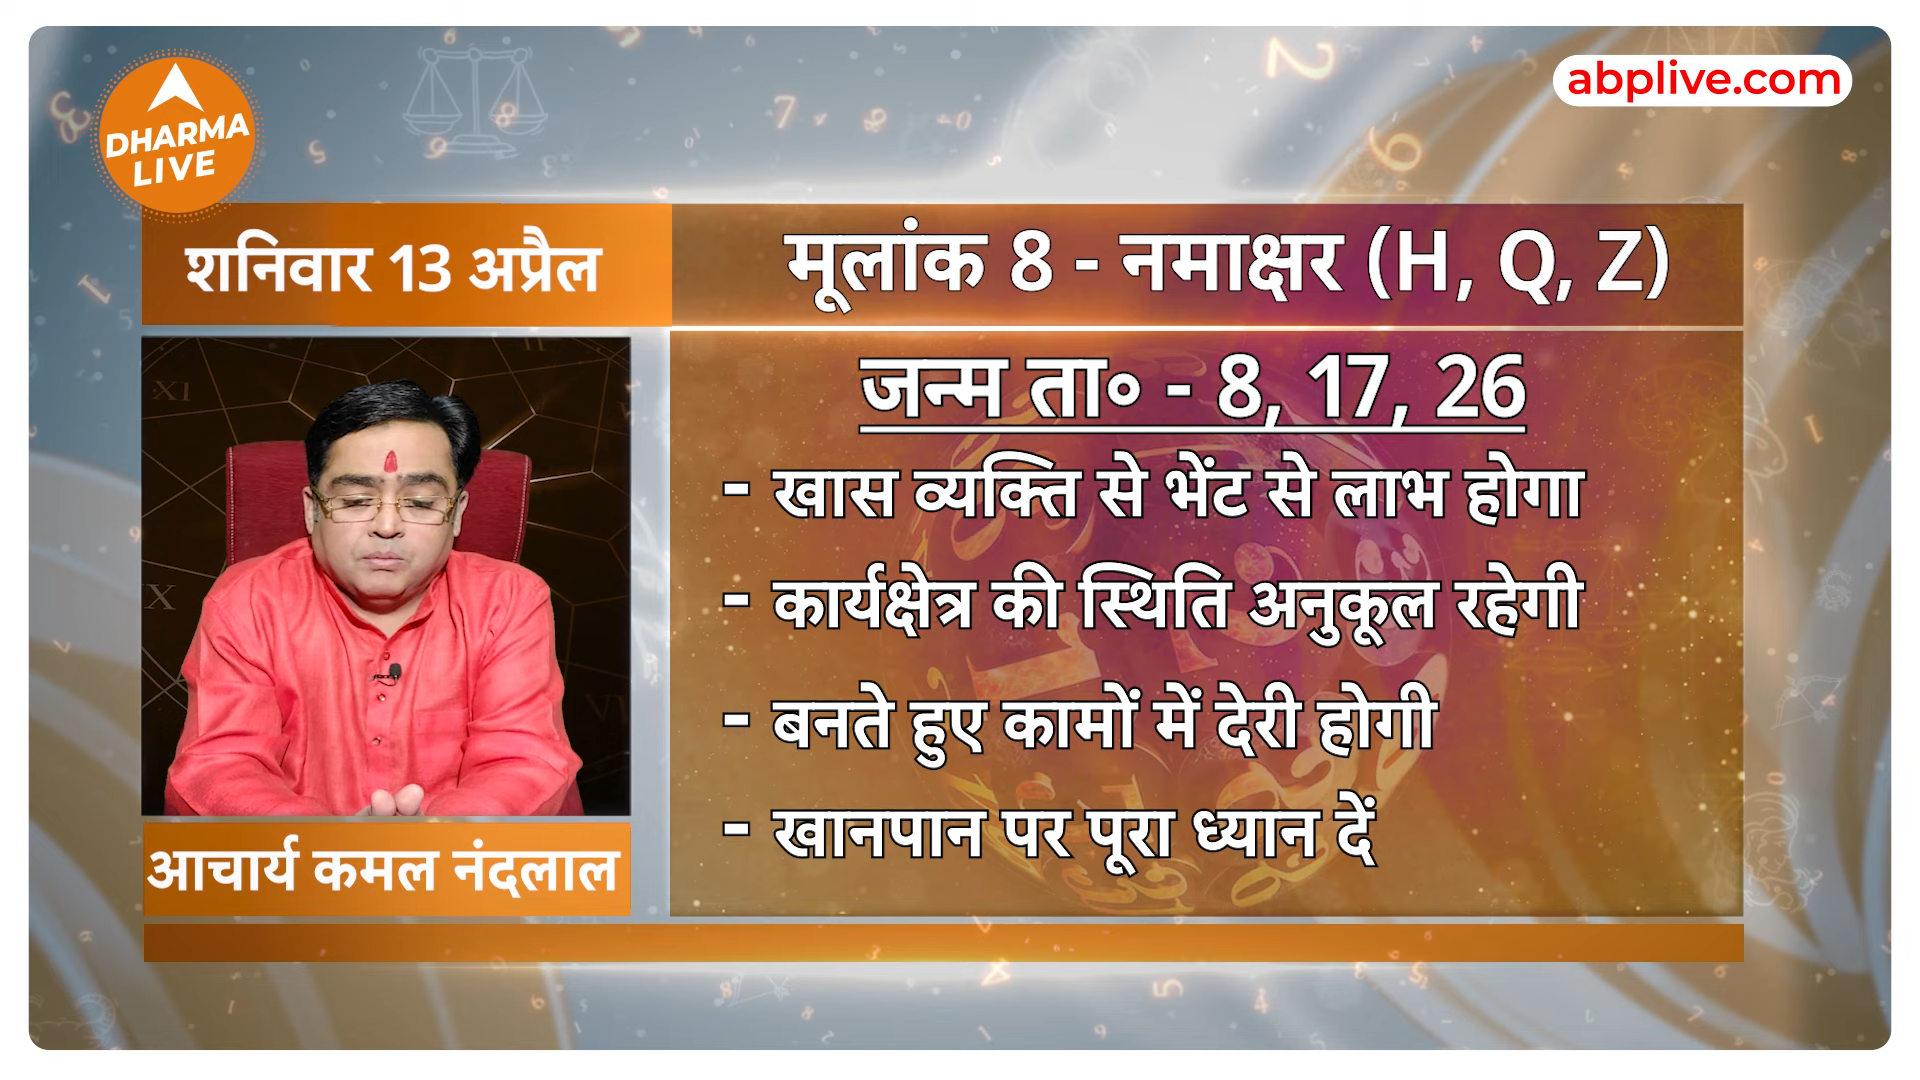 DHARMA
LIVE
abplive.com
शनिवार 13 अप्रैल
मूलांक 8 - नमाक्षर (H, Q, Z)
जन्म ता० - 8, 17, 26
- खास व्यक्ति से भेंट से लाभ होगा
- कार्यक्षेत्र की स्थिति अनुकूल रहेगी
- बनते हुए कामों में देरी होगी
- खानपान पर पूरा ध्यान दें
आचार्य कमल नंदलाल